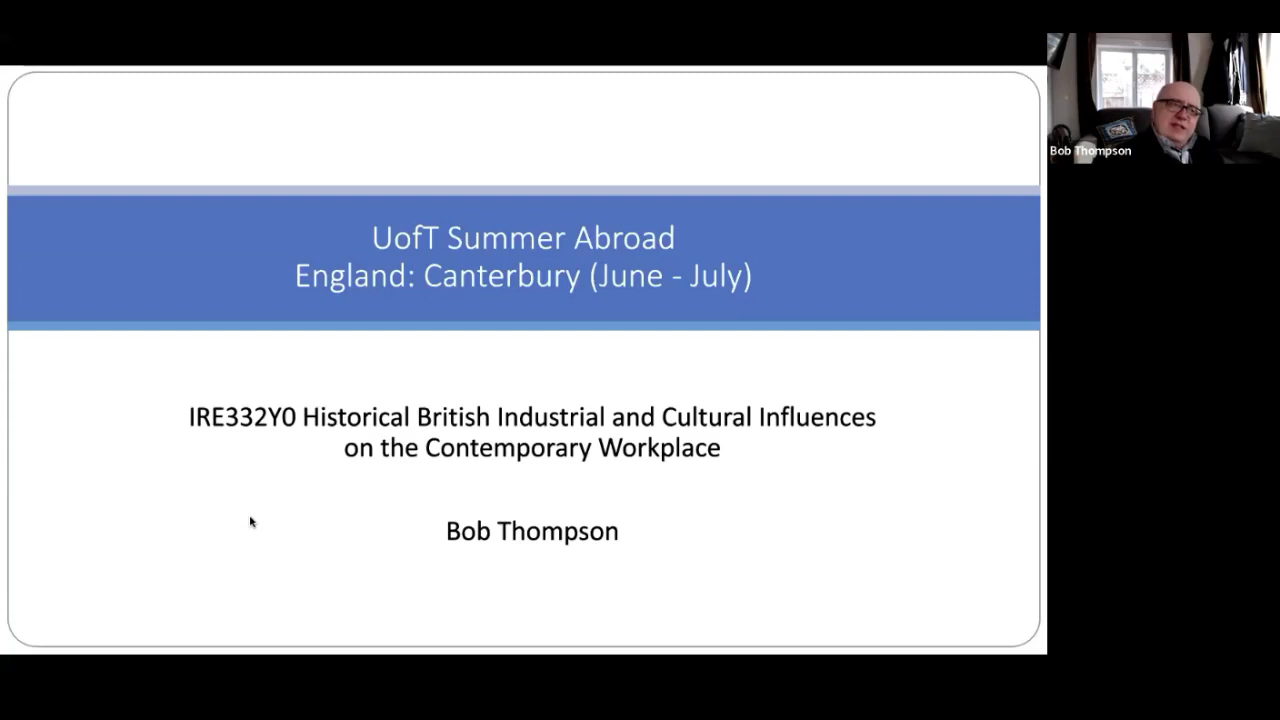 UofT Summer Abroad
England: Canterbury (June - July)
IRE332Y0 Historical British Industrial and Cultural Influences
on the Contemporary Workplace
Bob Thompson
Bob Thompson